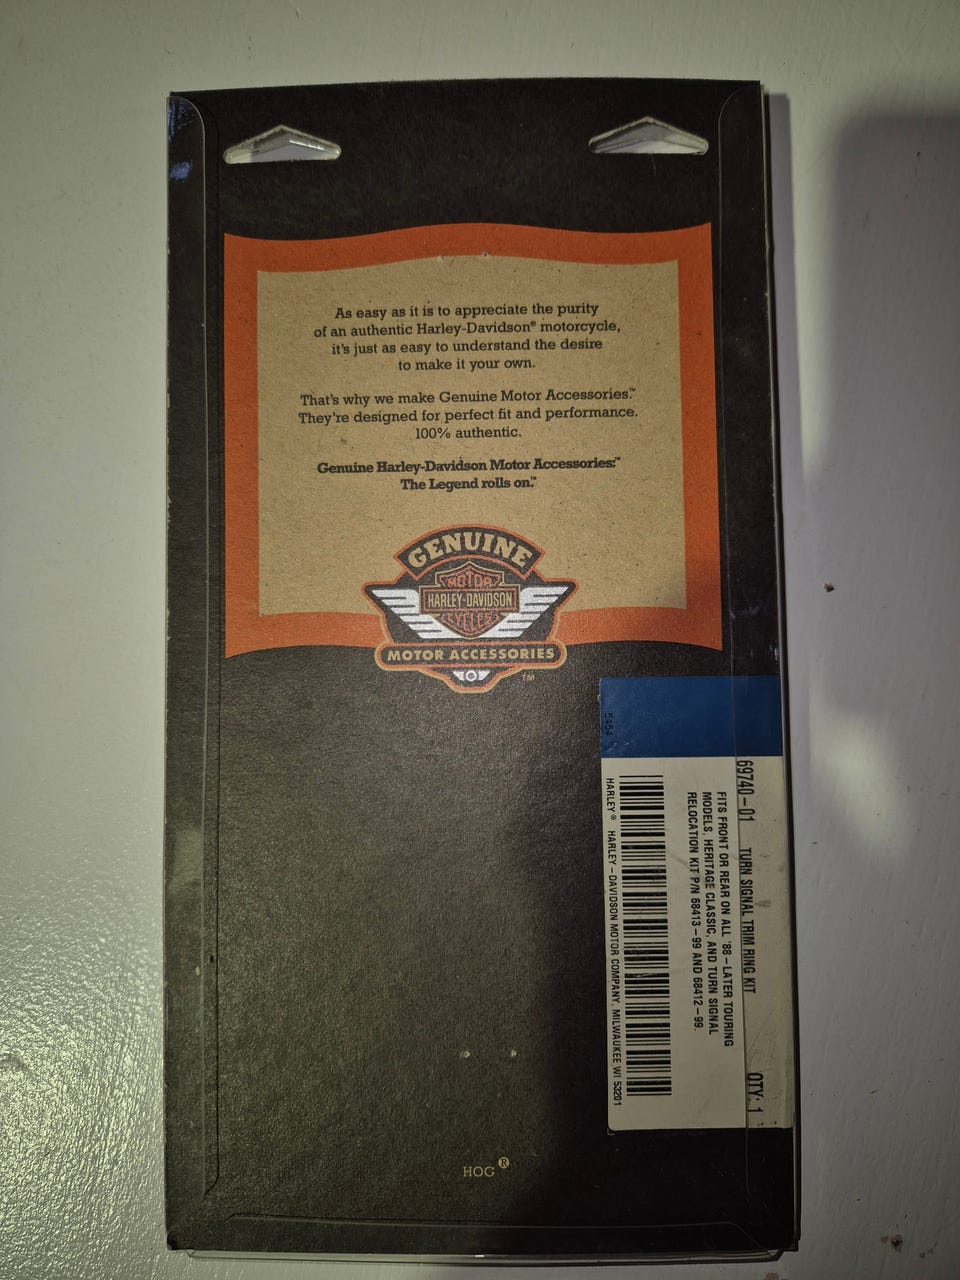 As easy as it is to appreciate the purity
of an authentic Harley-Davidson® motorcycle,
it's just as easy to understand the desire
to make it your own.
That's why we make Genuine Motor Accessories.™
They're designed for perfect fit and performance.
100% authentic.
Genuine Harley-Davidson Motor Accessories:™
The Legend rolls on.™
GENUINE
MOTOR
HARLEY-DAVIDSON
CYCLES
MOTOR ACCESSORIES
TM
69740-01 TURN SIGNAL TRIM RING KIT
QTY: 1
FITS FRONT OR REAR ON ALL '88-LATER TOURING
MODELS, HERITAGE CLASSIC, AND TURN SIGNAL
RELOCATION KIT P/N 68413-99 AND 68412-99.
HARLEY® HARLEY-DAVIDSON MOTOR COMPANY, MILWAUKEE WI 53201
HOG®